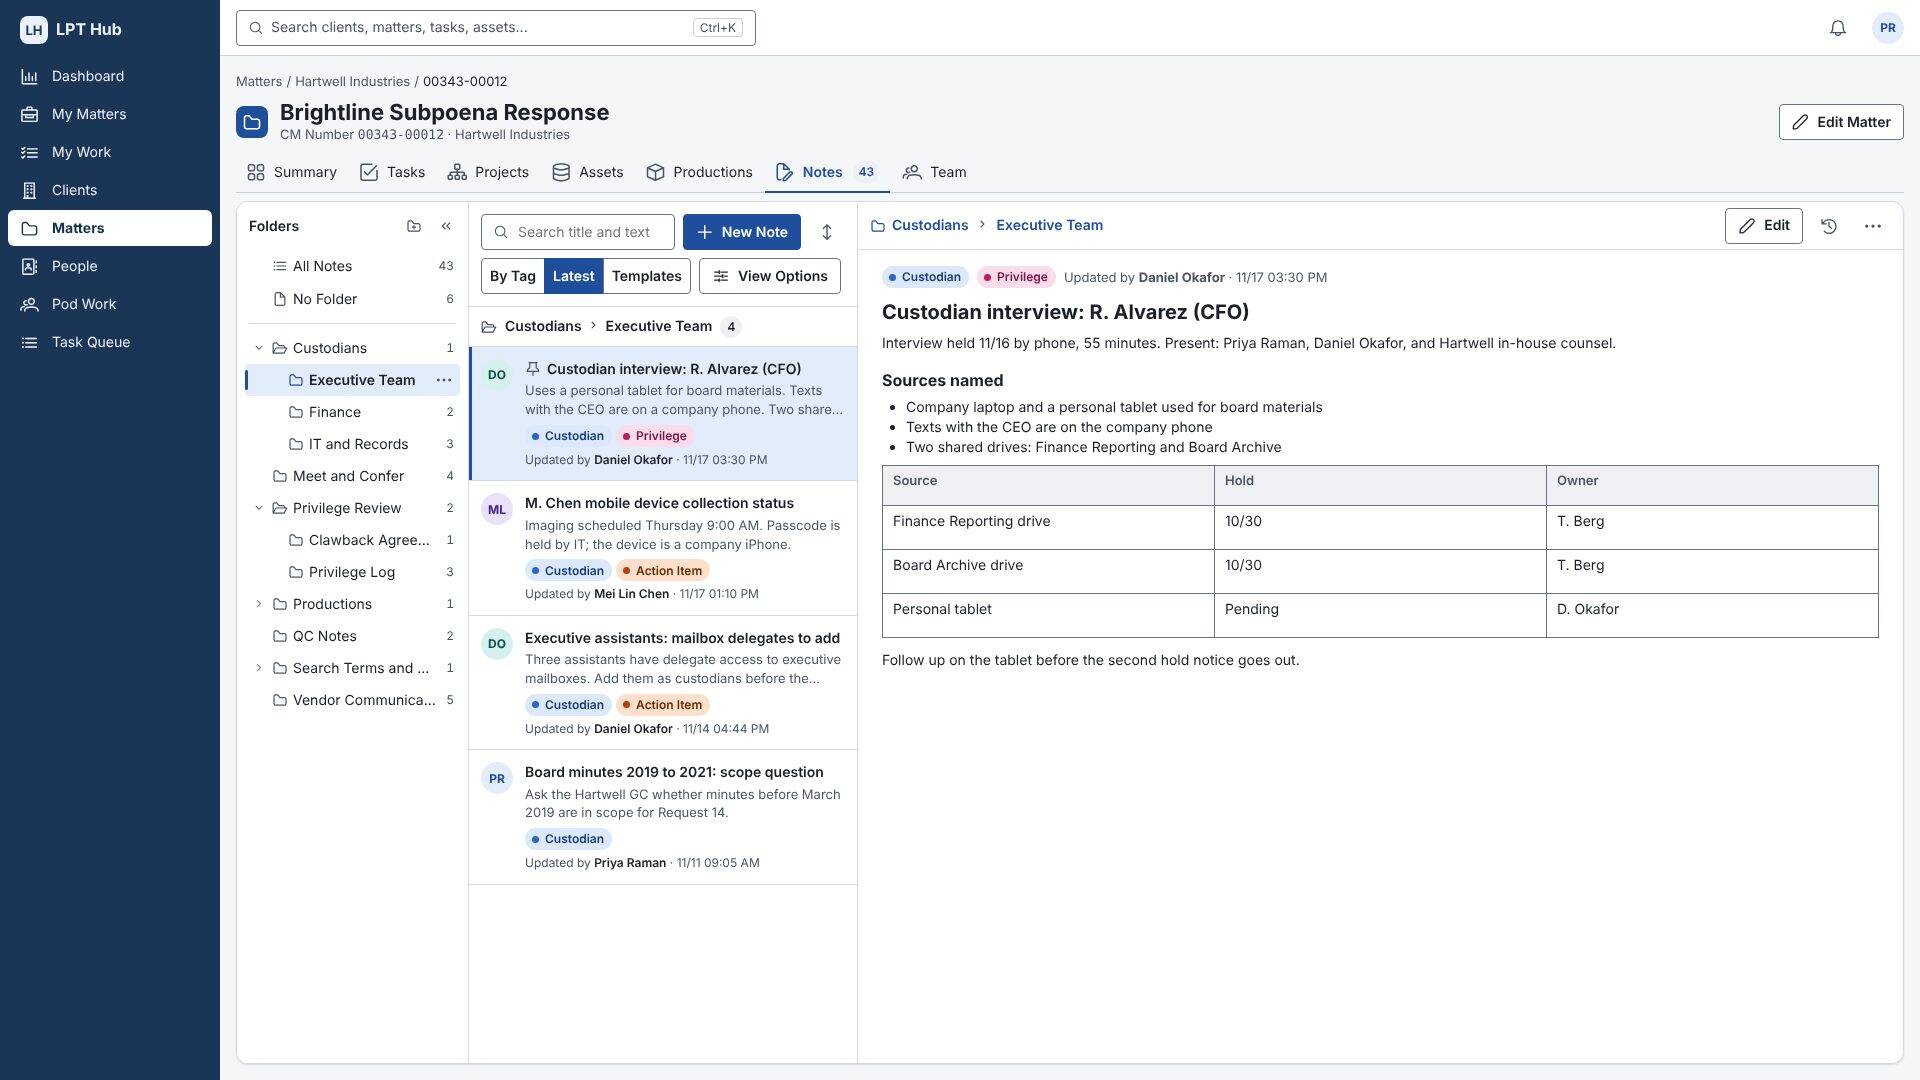 LH LPT Hub
Dashboard
My Matters
My Work
Clients
Matters
People
Pod Work
Task Queue
Search clients, matters, tasks, assets... Ctrl+K
PR
Matters / Hartwell Industries / 00343-00012
Brightline Subpoena Response
CM Number 00343-00012 · Hartwell Industries
Edit Matter
Summary Tasks Projects Assets Productions Notes 43 Team
Folders
All Notes 43
No Folder 6
Custodians 1
Executive Team
Finance 2
IT and Records 3
Meet and Confer 4
Privilege Review 2
Clawback Agree... 1
Privilege Log 3
Productions 1
QC Notes 2
Search Terms and ... 1
Vendor Communica... 5
Search title and text New Note
By Tag Latest Templates View Options
Custodians > Executive Team 4
DO Custodian interview: R. Alvarez (CFO)
Uses a personal tablet for board materials. Texts
with the CEO are on a company phone. Two share...
Custodian Privilege
Updated by Daniel Okafor · 11/17 03:30 PM
ML M. Chen mobile device collection status
Imaging scheduled Thursday 9:00 AM. Passcode is
held by IT; the device is a company iPhone.
Custodian Action Item
Updated by Mei Lin Chen · 11/17 01:10 PM
DO Executive assistants: mailbox delegates to add
Three assistants have delegate access to executive
mailboxes. Add them as custodians before the...
Custodian Action Item
Updated by Daniel Okafor · 11/14 04:44 PM
PR Board minutes 2019 to 2021: scope question
Ask the Hartwell GC whether minutes before March
2019 are in scope for Request 14.
Custodian
Updated by Priya Raman · 11/11 09:05 AM
Custodians > Executive Team
Edit
Custodian Privilege Updated by Daniel Okafor · 11/17 03:30 PM
Custodian interview: R. Alvarez (CFO)
Interview held 11/16 by phone, 55 minutes. Present: Priya Raman, Daniel Okafor, and Hartwell in-house counsel.
Sources named
• Company laptop and a personal tablet used for board materials
• Texts with the CEO are on the company phone
• Two shared drives: Finance Reporting and Board Archive
Source Hold Owner
Finance Reporting drive 10/30 T. Berg
Board Archive drive 10/30 T. Berg
Personal tablet Pending D. Okafor
Follow up on the tablet before the second hold notice goes out.